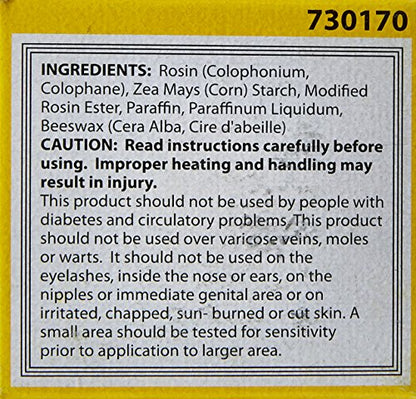 730170
INGREDIENTS: Rosin (Colophonium,
Colophane), Zea Mays (Corn) Starch, Modified
Rosin Ester, Paraffin, Paraffinum Liquidum,
Beeswax (Cera Alba, Cire d'abeille)
CAUTION: Read instructions carefully before
using. Improper heating and handling may
result in injury.
This product should not be used by people with
diabetes and circulatory problems. This product
should not be used over varicose veins, moles
or warts. It should not be used on the
eyelashes, inside the nose or ears, on the
nipples or immediate genital area or on
irritated, chapped, sun- burned or cut skin. A
small area should be tested for sensitivity
prior to application to larger area.